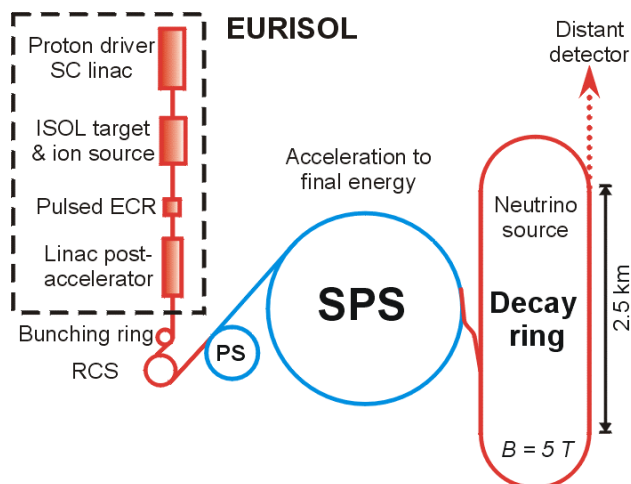 EURISOL
Proton driver
SC linac
ISOL target
& ion source
Pulsed ECR
Linac post-
accelerator
Bunching ring
RCS
PS
Acceleration to
final energy
SPS
Distant
detector
Neutrino
source
Decay
ring
2.5 km
B = 5 T